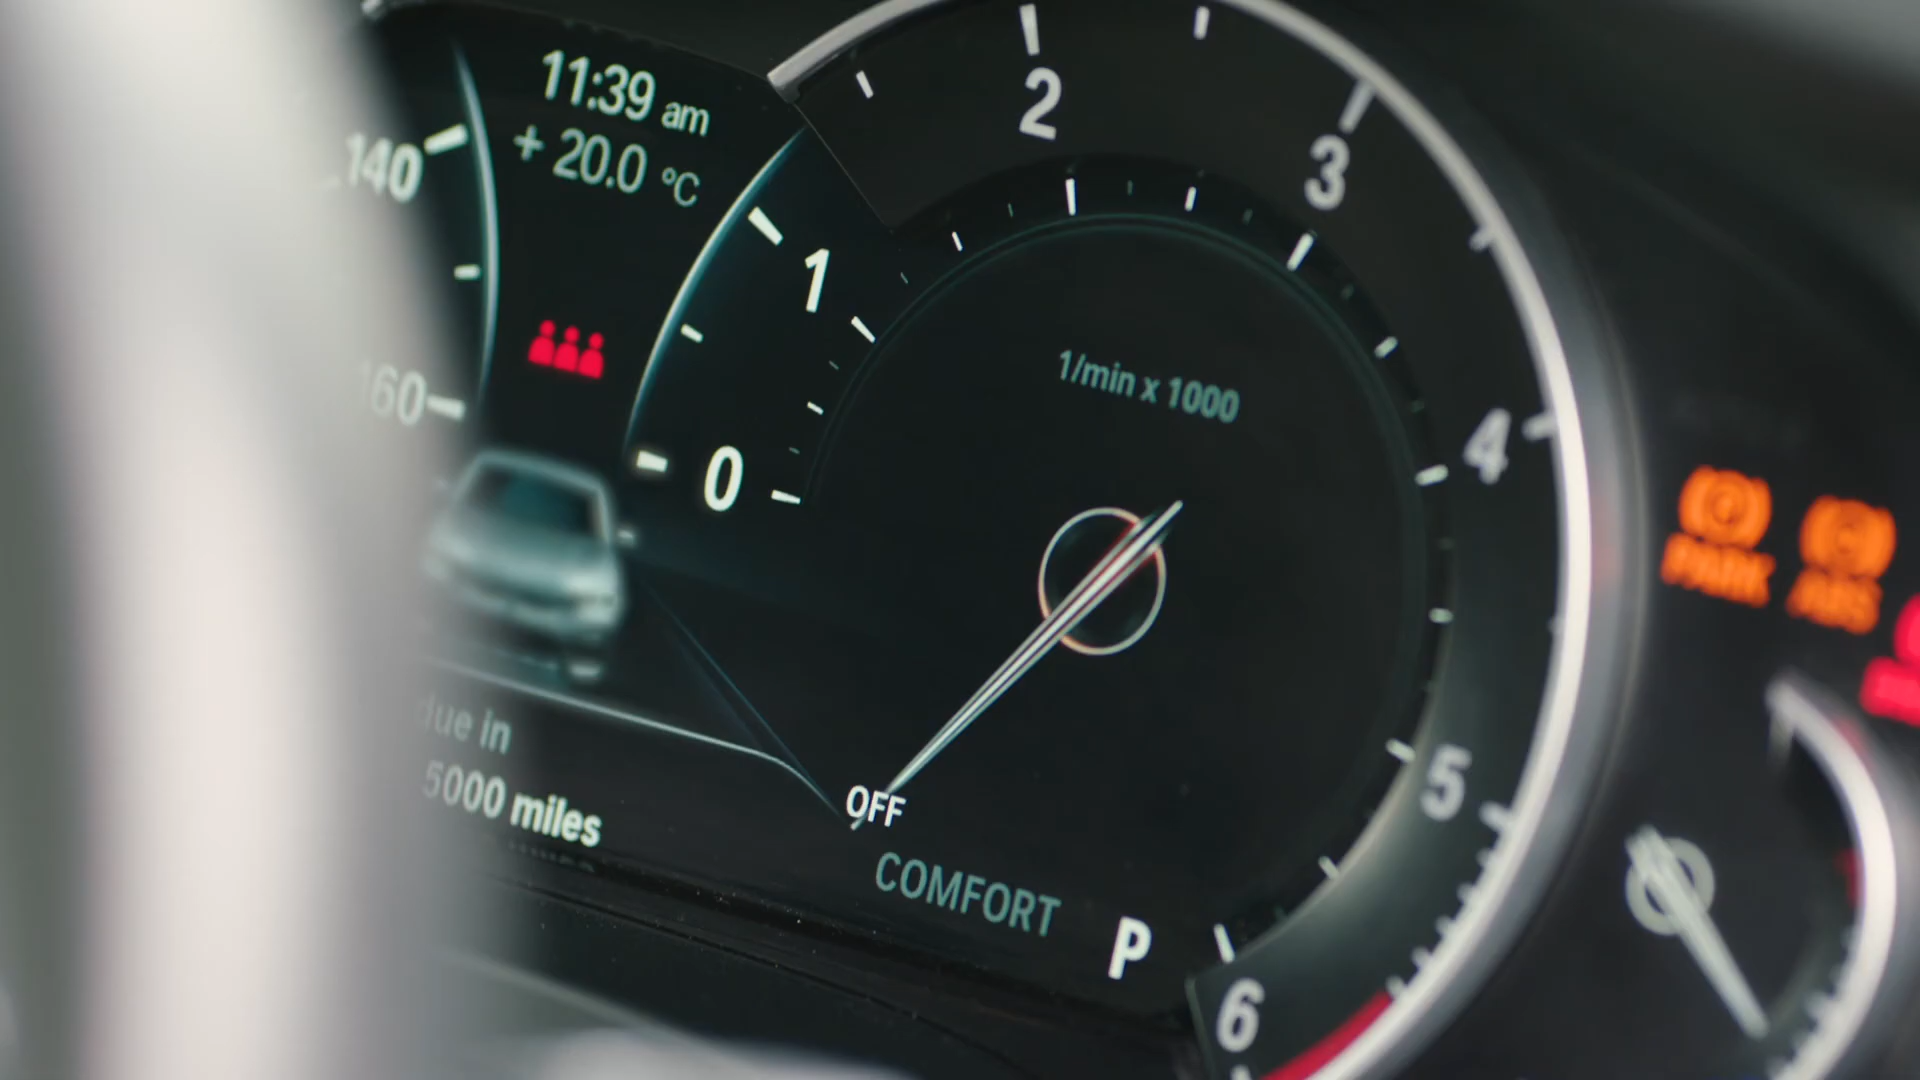 11:39 am
+ 20.0 °C
140
160
due in
5000 miles
0
1
2
3
4
5
6
1/min x 1000
OFF
COMFORT
P
PARK
ABS